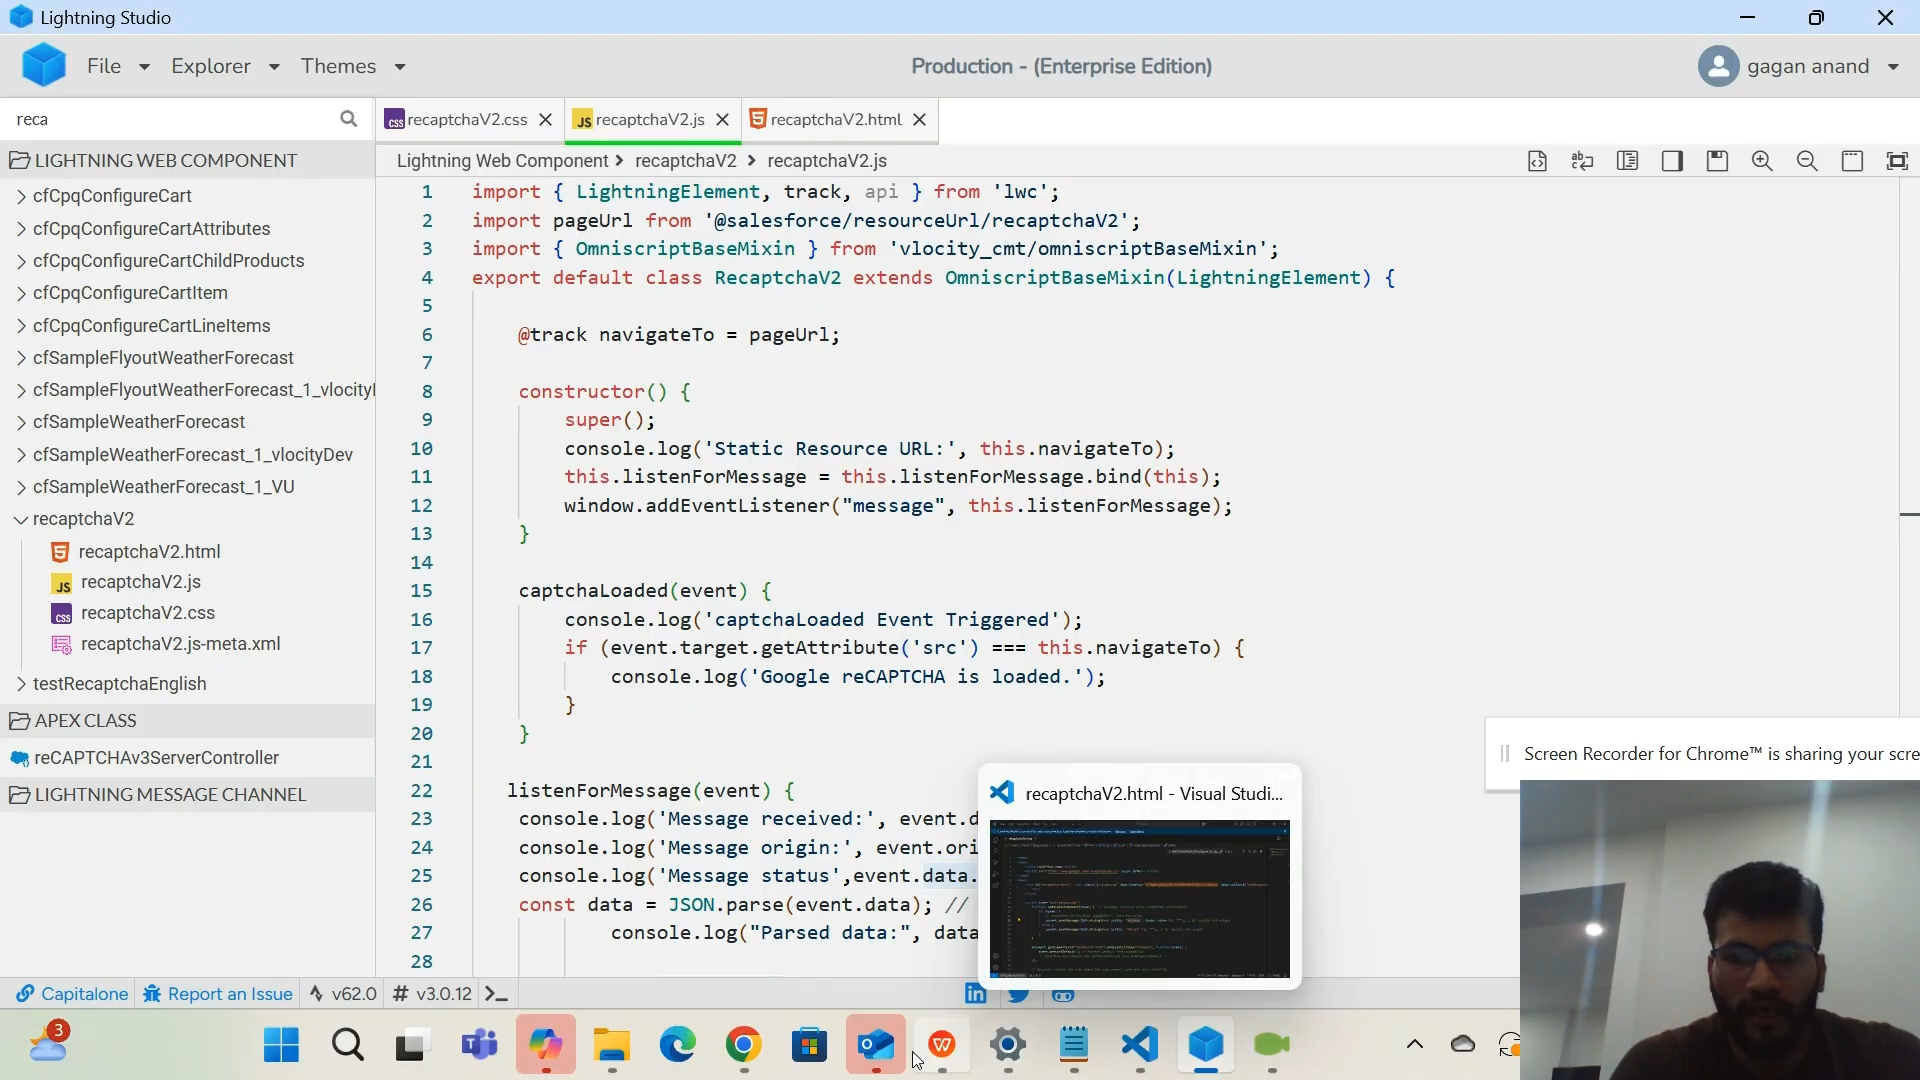 Lightning Studio
File Explorer Themes Production - (Enterprise Edition) gagan anand
reca
recaptchaV2.css recaptchaV2.js recaptchaV2.html
Lightning Web Component > recaptchaV2 > recaptchaV2.js
LIGHTNING WEB COMPONENT
cfCpqConfigureCart
cfCpqConfigureCartAttributes
cfCpqConfigureCartChildProducts
cfCpqConfigureCartItem
cfCpqConfigureCartLineItems
cfSampleFlyoutWeatherForecast
cfSampleFlyoutWeatherForecast_1_vlocityI
cfSampleWeatherForecast
cfSampleWeatherForecast_1_vlocityDev
cfSampleWeatherForecast_1_VU
recaptchaV2
recaptchaV2.html
recaptchaV2.js
recaptchaV2.css
recaptchaV2.js-meta.xml
testRecaptchaEnglish
APEX CLASS
reCAPTCHAv3ServerController
LIGHTNING MESSAGE CHANNEL
1 import { LightningElement, track, api } from 'lwc';
2 import pageUrl from '@salesforce/resourceUrl/recaptchaV2';
3 import { OmniscriptBaseMixin } from 'vlocity_cmt/omniscriptBaseMixin';
4 export default class RecaptchaV2 extends OmniscriptBaseMixin(LightningElement) {
5
6 @track navigateTo = pageUrl;
7
8 constructor() {
9 super();
10 console.log('Static Resource URL:', this.navigateTo);
11 this.listenForMessage = this.listenForMessage.bind(this);
12 window.addEventListener("message", this.listenForMessage);
13 }
14
15 captchaLoaded(event) {
16 console.log('captchaLoaded Event Triggered');
17 if (event.target.getAttribute('src') === this.navigateTo) {
18 console.log('Google reCAPTCHA is loaded.');
19 }
20 }
21
22 listenForMessage(event) {
23 console.log('Message received:', event.d
24 console.log('Message origin:', event.ori
25 console.log('Message status',event.data.
26 const data = JSON.parse(event.data); //
27 console.log("Parsed data:", data
28
recaptchaV2.html - Visual Studi...
Screen Recorder for Chrome™ is sharing your scre
Capitalone Report an Issue v62.0 # v3.0.12
3